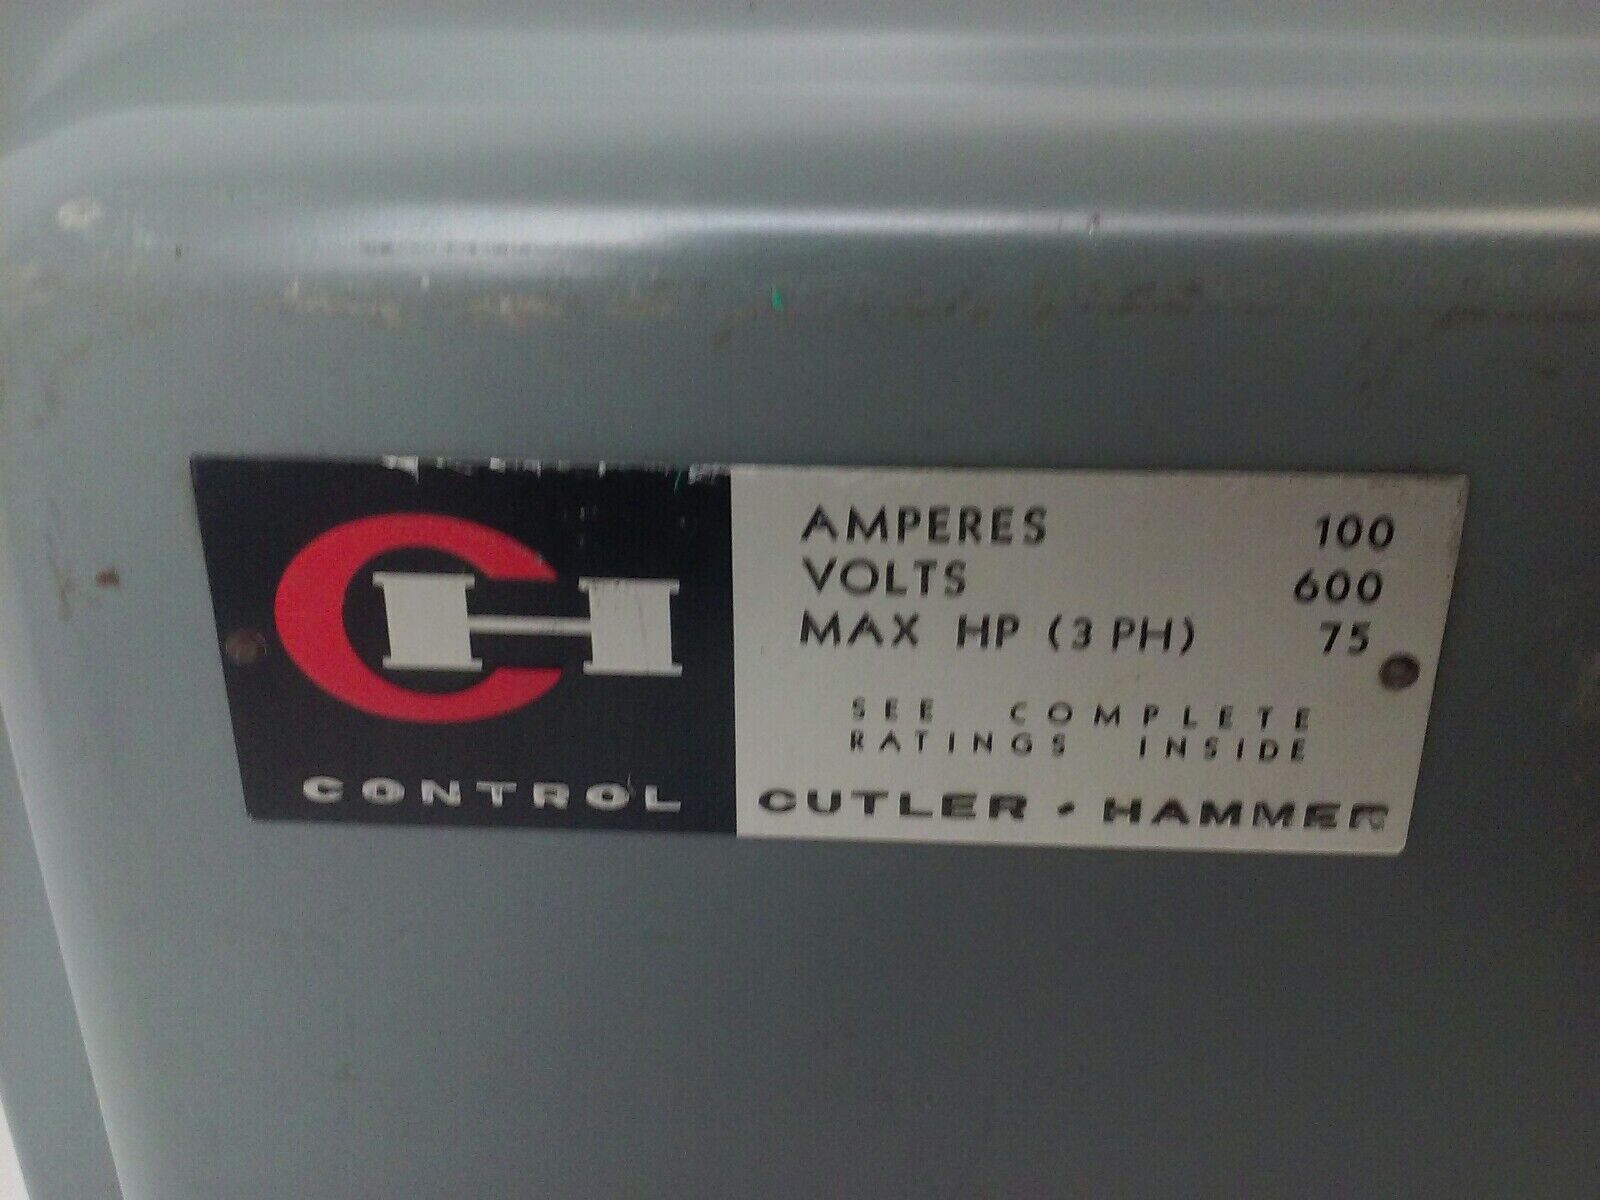 CH
CONTROL
AMPERES 100
VOLTS 600
MAX HP (3 PH) 75
SEE COMPLETE
RATINGS INSIDE
CUTLER • HAMMER